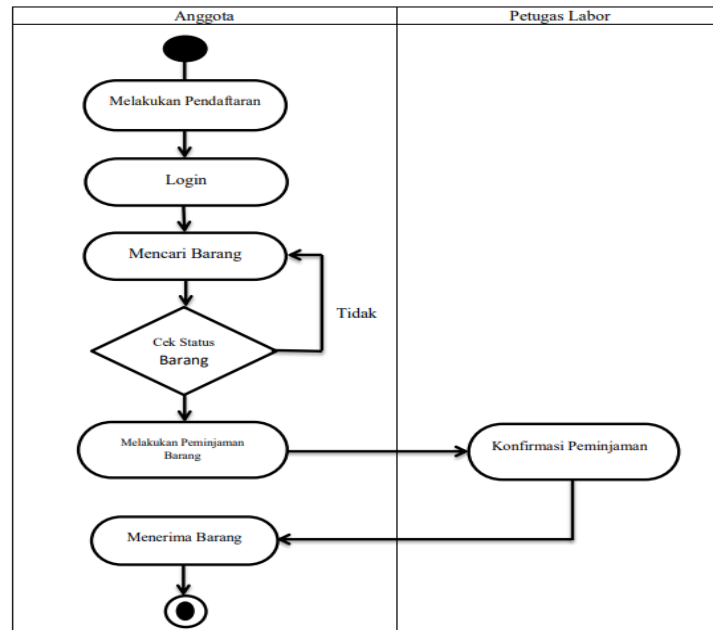 Anggota
Petugas Labor
Melakukan Pendaftaran
Login
Mencari Barang
Tidak
Cek Status
Barang
Melakukan Peminjaman
Barang
Konfirmasi Peminjaman
Menerima Barang